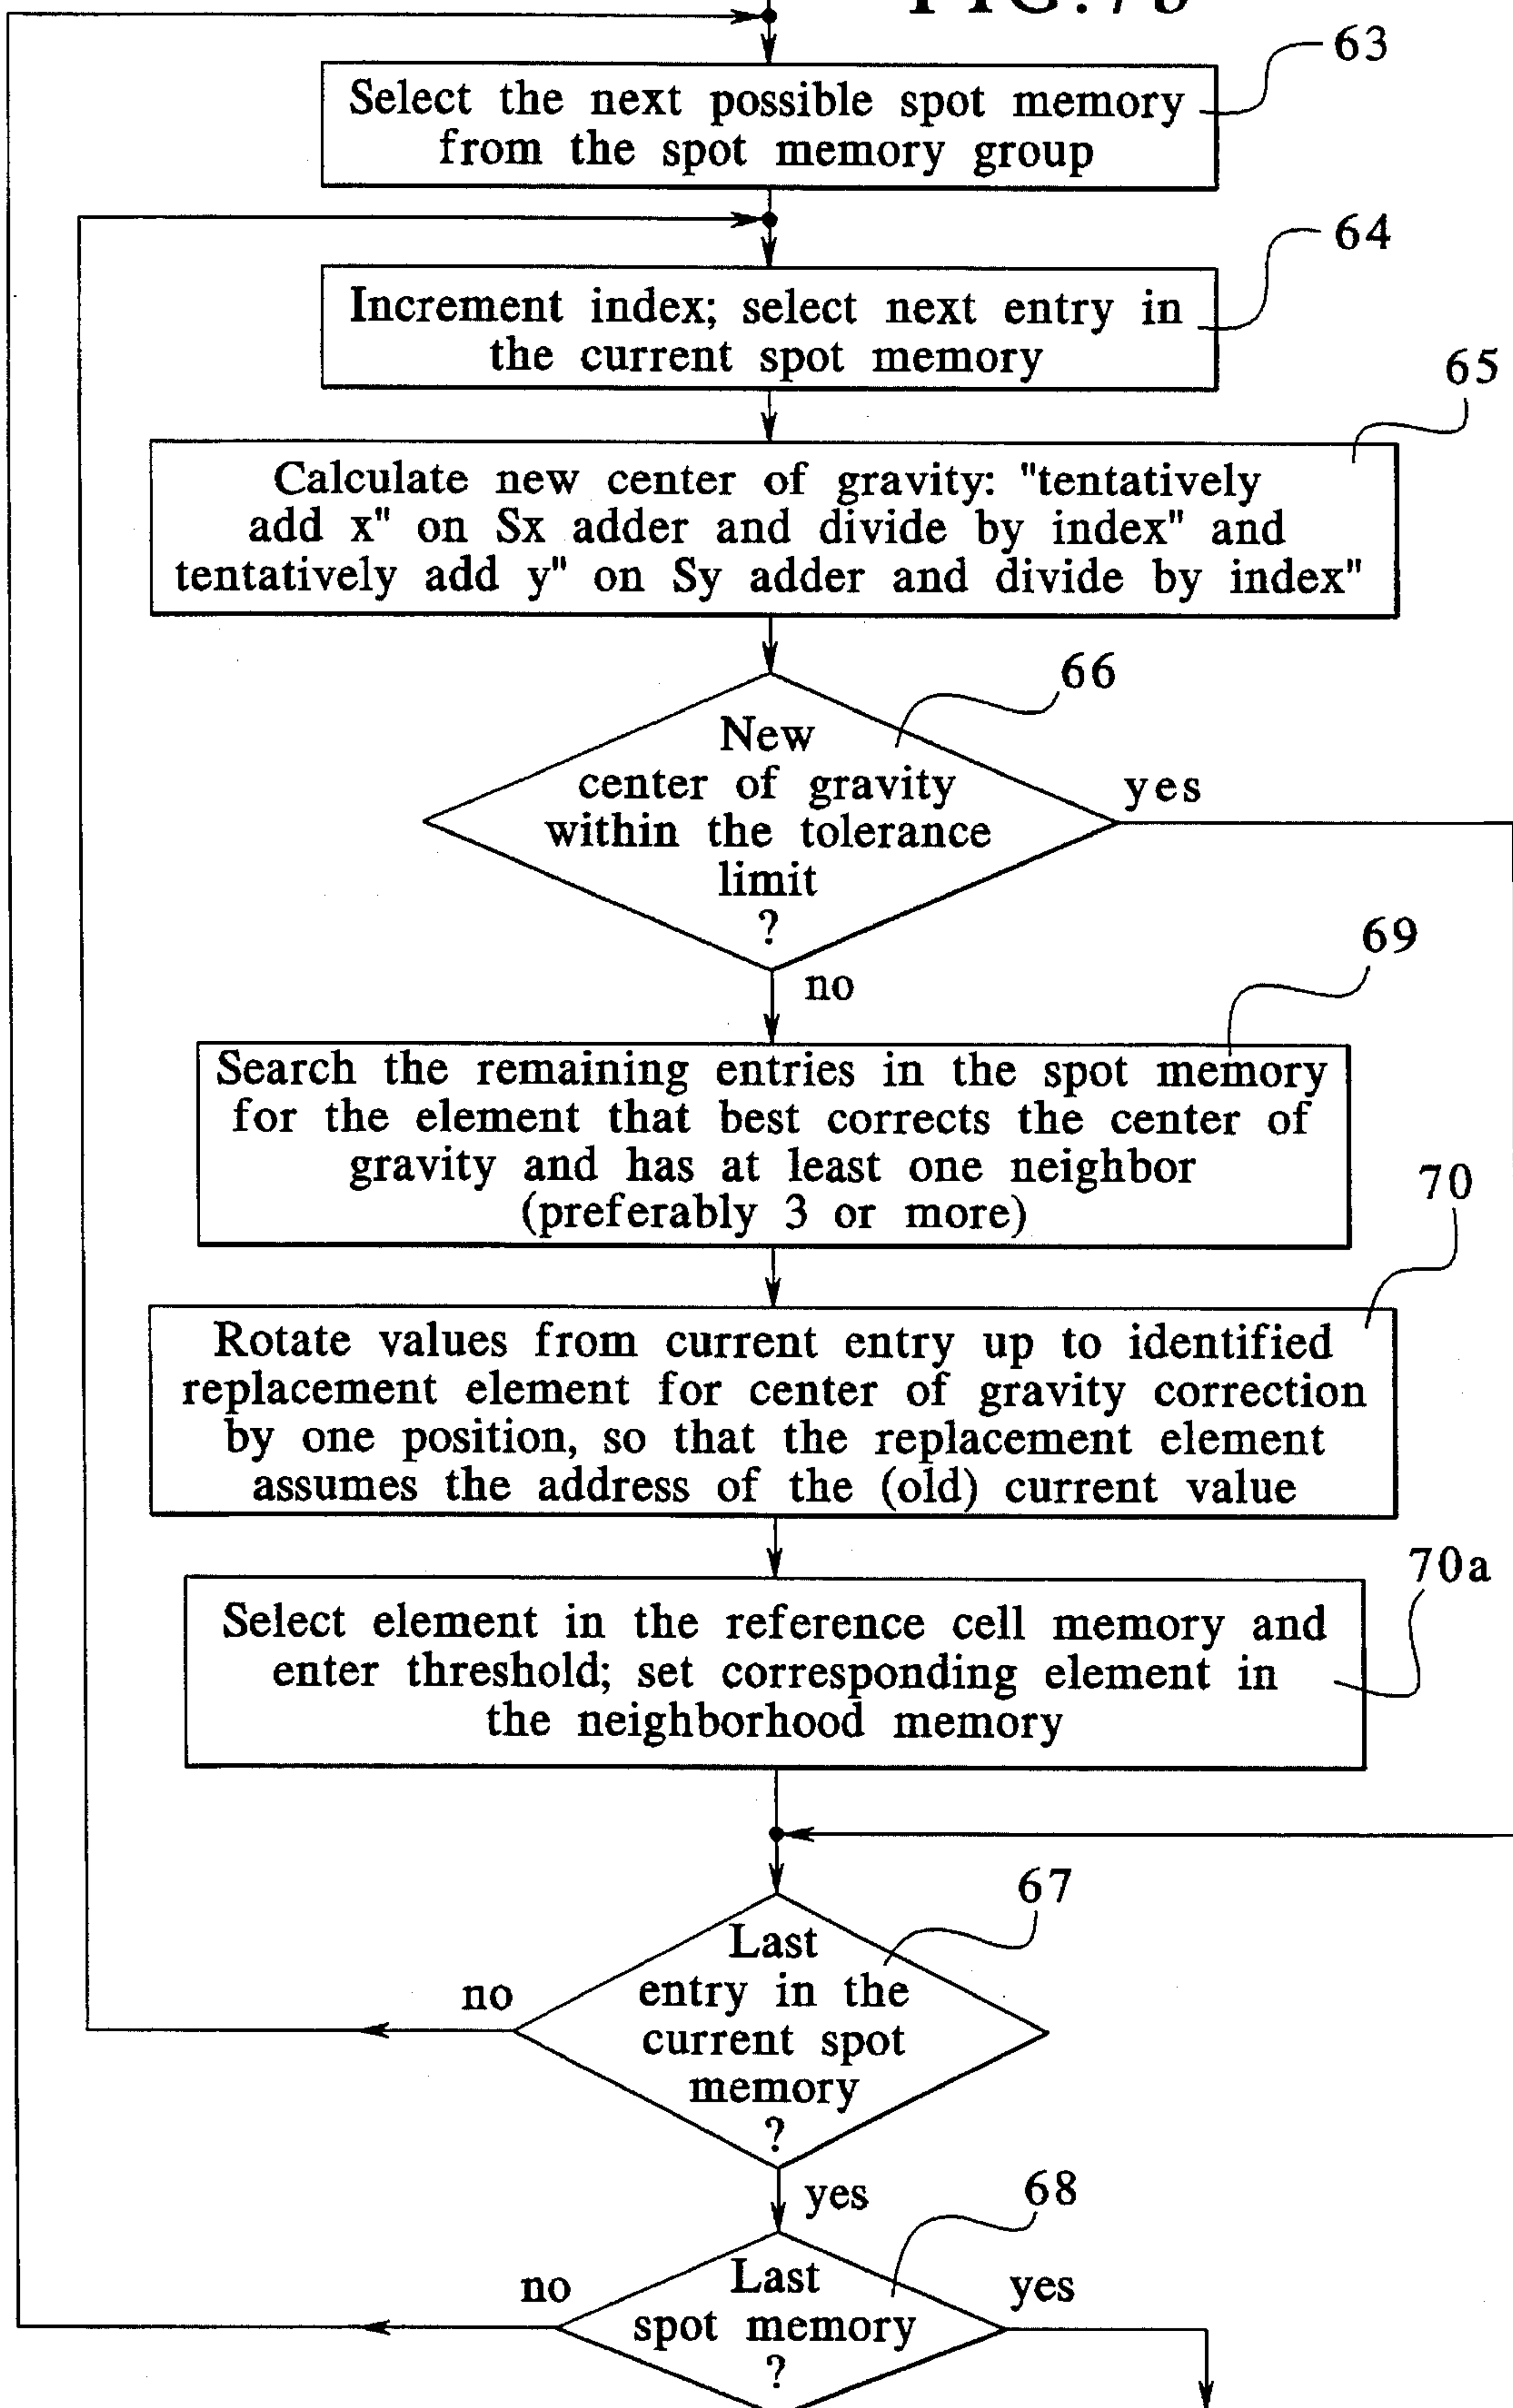 FIG. 7b
63
Select the next possible spot memory
from the spot memory group
64
Increment index; select next entry in
the current spot memory
65
Calculate new center of gravity: "tentatively
add x" on Sx adder and divide by index" and
tentatively add y" on Sy adder and divide by index"
66
New
center of gravity
within the tolerance
limit
?
yes
no
69
Search the remaining entries in the spot memory
for the element that best corrects the center of
gravity and has at least one neighbor
(preferably 3 or more)
70
Rotate values from current entry up to identified
replacement element for center of gravity correction
by one position, so that the replacement element
assumes the address of the (old) current value
70a
Select element in the reference cell memory and
enter threshold; set corresponding element in
the neighborhood memory
67
Last
entry in the
current spot
memory
?
no
yes
68
Last
spot memory
?
no
yes